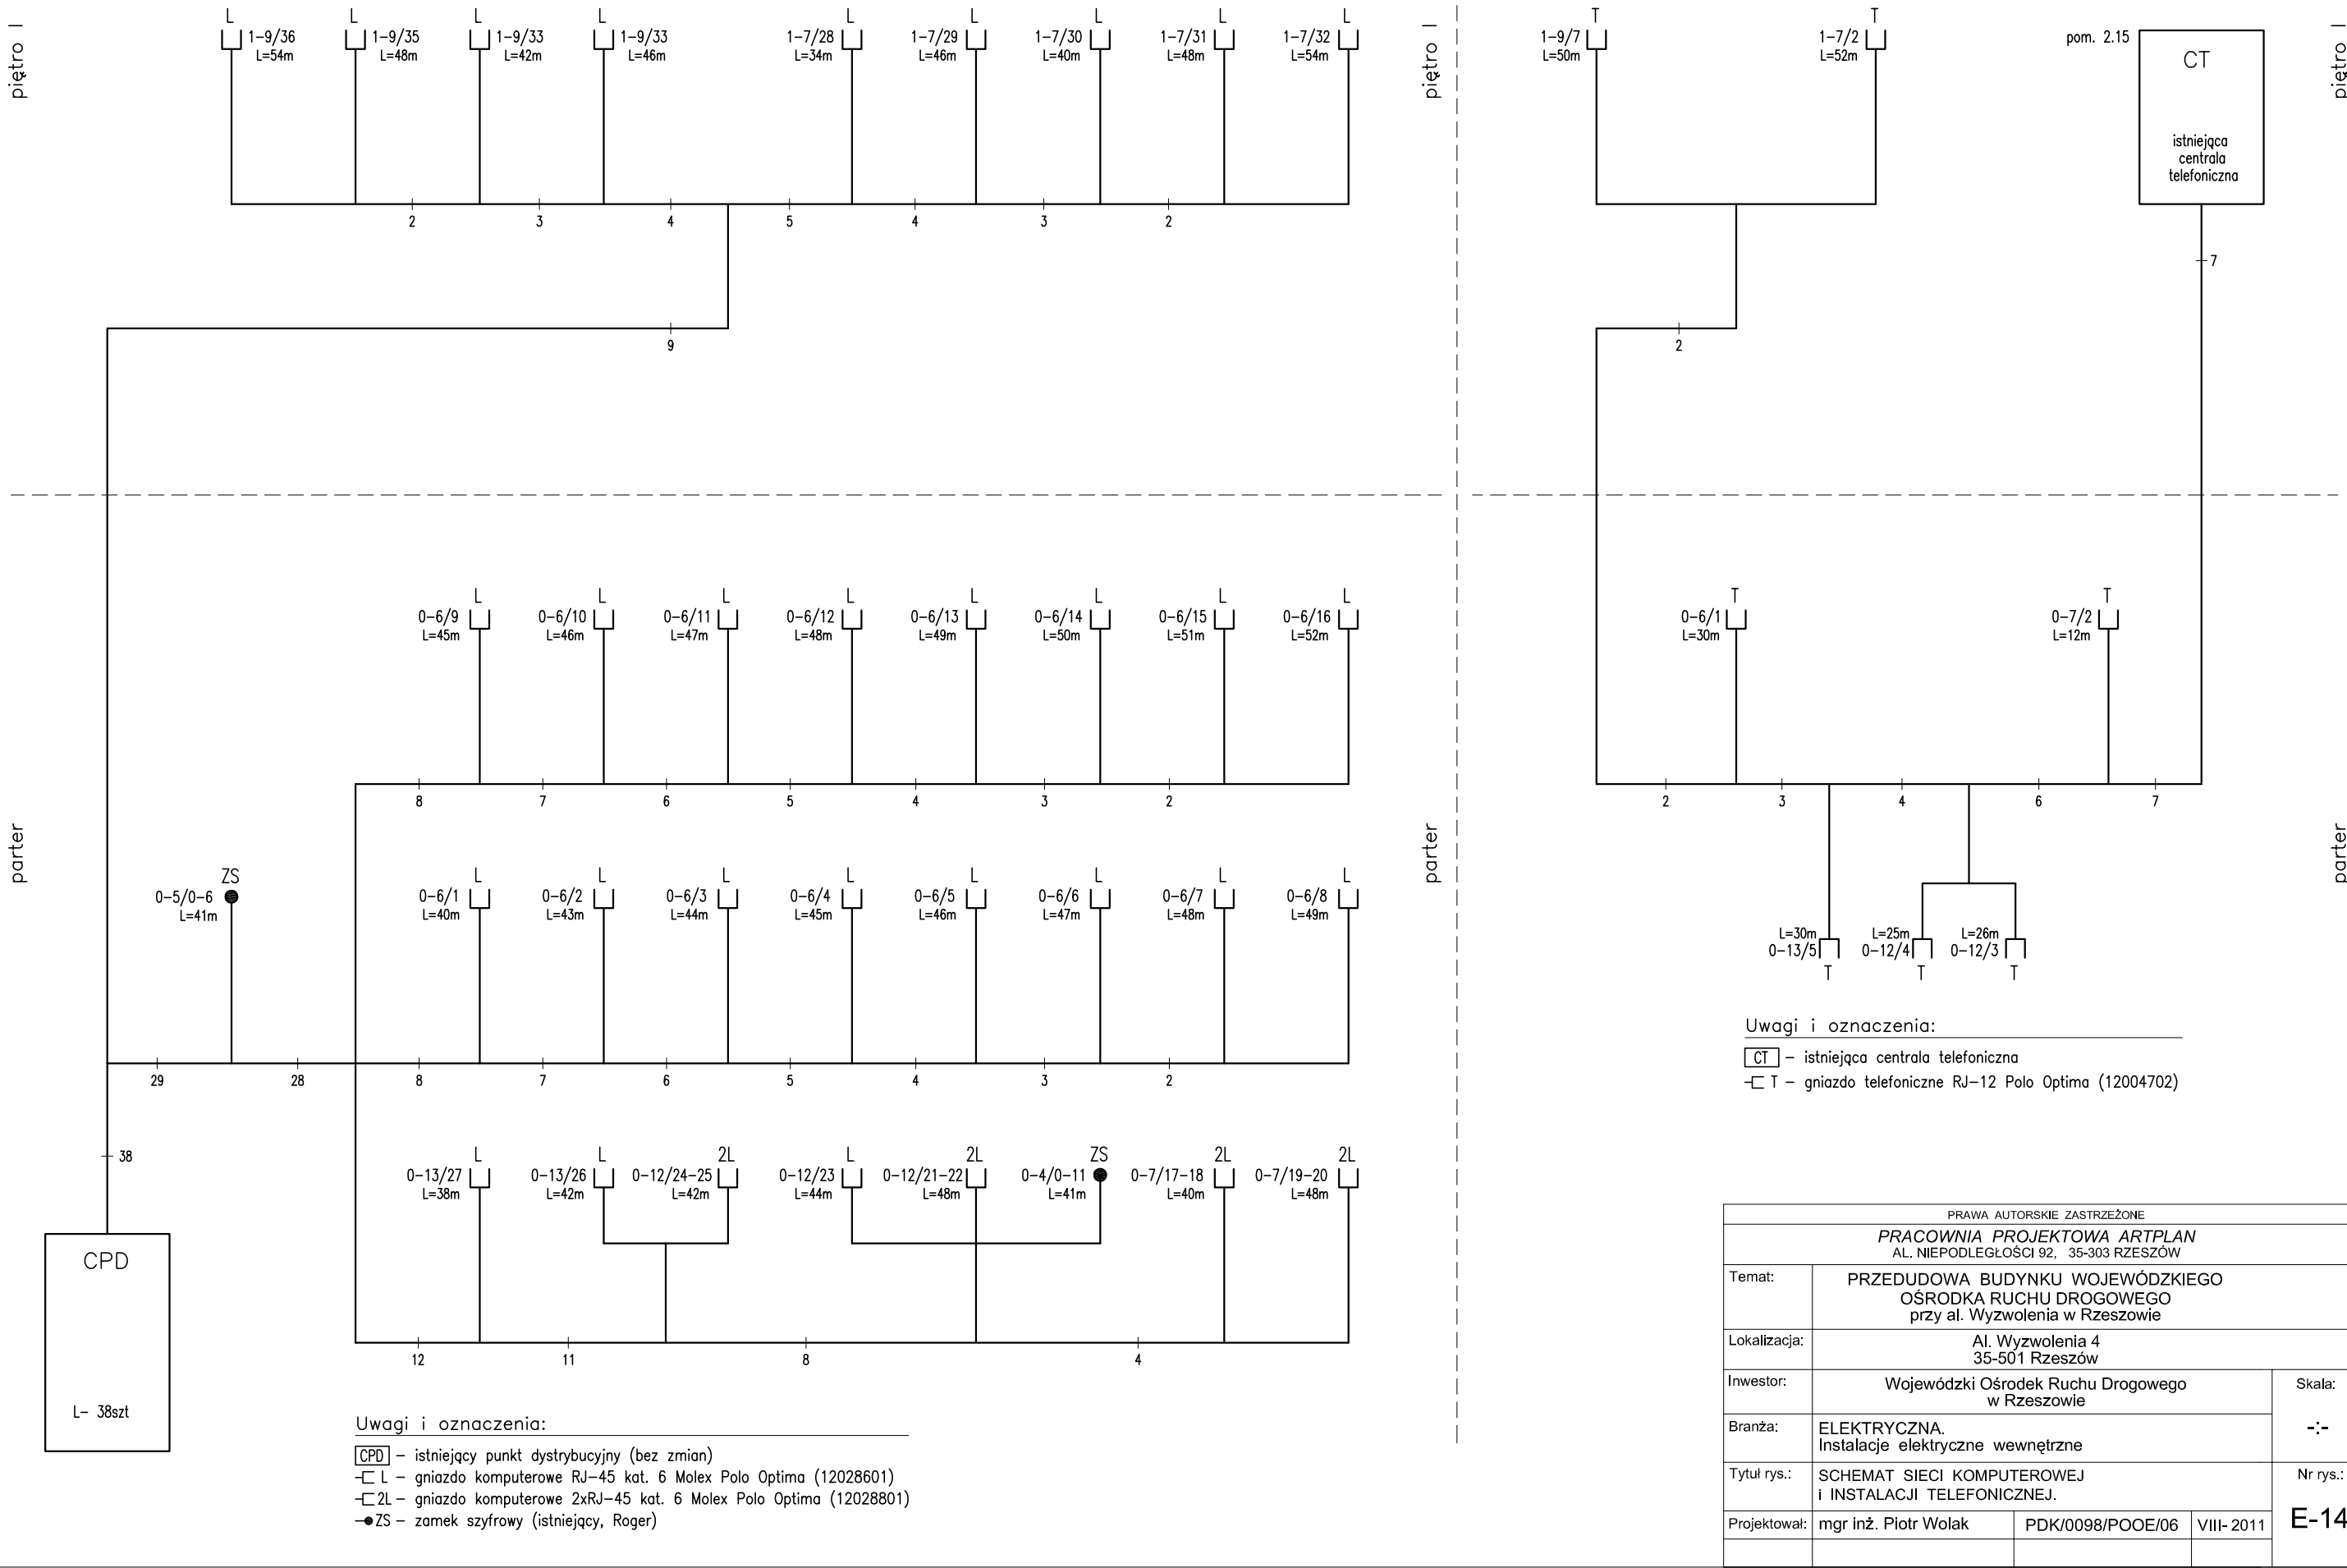 piętro I
L L L L L L L L L
1-9/36 1-9/35 1-9/33 1-9/33 1-7/28 1-7/29 1-7/30 1-7/31 1-7/32
L=54m L=48m L=42m L=46m L=34m L=46m L=40m L=48m L=54m
2 3 4 5 4 3 2
9
piętro I
T T
1-9/7 1-7/2
L=50m L=52m
pom. 2.15
CT
istniejąca
centrala
telefoniczna
7
2
piętro I
parter
L L L L L L L L
0-6/9 0-6/10 0-6/11 0-6/12 0-6/13 0-6/14 0-6/15 0-6/16
L=45m L=46m L=47m L=48m L=49m L=50m L=51m L=52m
8 7 6 5 4 3 2
ZS
0-5/0-6
L=41m
L L L L L L L L
0-6/1 0-6/2 0-6/3 0-6/4 0-6/5 0-6/6 0-6/7 0-6/8
L=40m L=43m L=44m L=45m L=46m L=47m L=48m L=49m
29 28 8 7 6 5 4 3 2
38
L L 2L L 2L ZS 2L 2L
0-13/27 0-13/26 0-12/24-25 0-12/23 0-12/21-22 0-4/0-11 0-7/17-18 0-7/19-20
L=38m L=42m L=42m L=44m L=48m L=41m L=40m L=48m
12 11 8 4
CPD
L- 38szt
Uwagi i oznaczenia:
CPD – istniejący punkt dystrybucyjny (bez zmian)
L – gniazdo komputerowe RJ-45 kat. 6 Molex Polo Optima (12028601)
2L – gniazdo komputerowe 2xRJ-45 kat. 6 Molex Polo Optima (12028801)
ZS – zamek szyfrowy (istniejący, Roger)
parter
T T
0-6/1 0-7/2
L=30m L=12m
2 3 4 6 7
L=30m L=25m L=26m
0-13/5 0-12/4 0-12/3
T T T
parter
Uwagi i oznaczenia:
CT – istniejąca centrala telefoniczna
T – gniazdo telefoniczne RJ-12 Polo Optima (12004702)
PRAWA AUTORSKIE ZASTRZEŻONE
PRACOWNIA PROJEKTOWA ARTPLAN
AL. NIEPODLEGŁOŚCI 92, 35-303 RZESZÓW
Temat: PRZEDUDOWA BUDYNKU WOJEWÓDZKIEGO
OŚRODKA RUCHU DROGOWEGO
przy al. Wyzwolenia w Rzeszowie
Lokalizacja: Al. Wyzwolenia 4
35-501 Rzeszów
Inwestor: Wojewódzki Ośrodek Ruchu Drogowego
w Rzeszowie
Skala:
-:-
Branża: ELEKTRYCZNA.
Instalacje elektryczne wewnętrzne
Tytuł rys.: SCHEMAT SIECI KOMPUTEROWEJ
i INSTALACJI TELEFONICZNEJ.
Nr rys.:
E-14
Projektował: mgr inż. Piotr Wolak PDK/0098/POOE/06 VIII- 2011